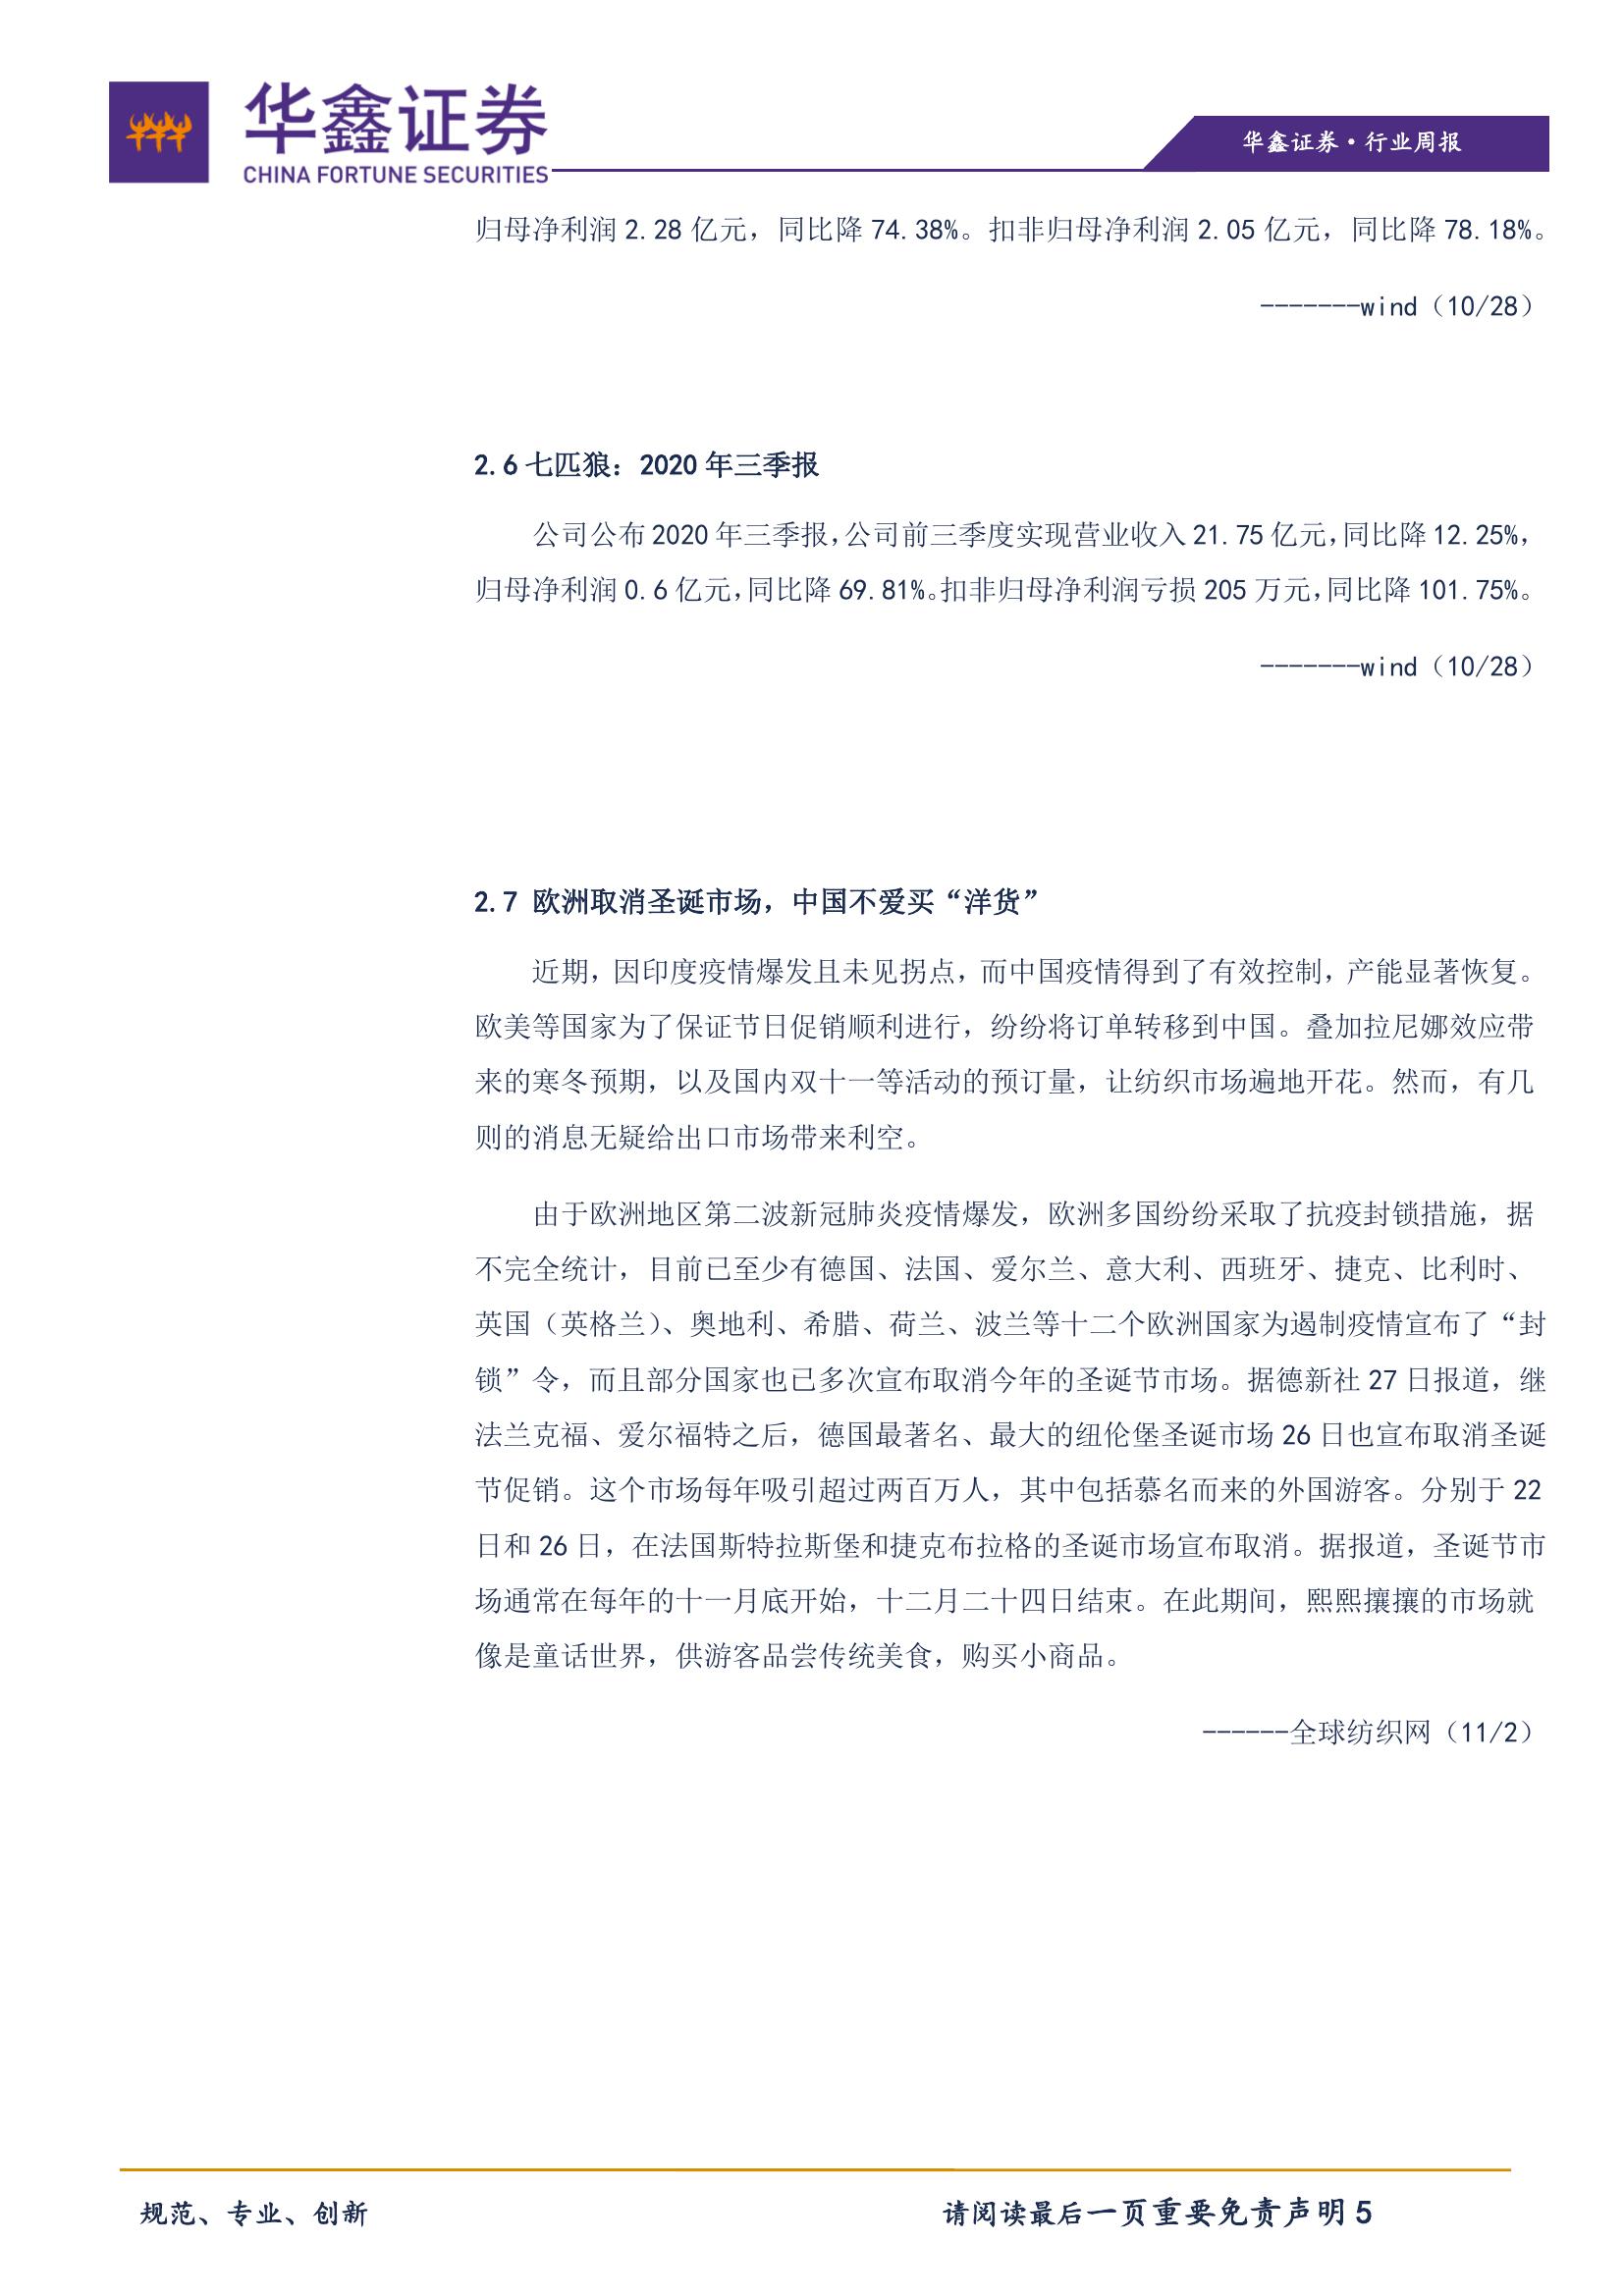 华鑫证券
CHINA FORTUNE SECURITIES
华鑫证券·行业周报
归母净利润 2.28 亿元，同比降 74.38%。扣非归母净利润 2.05 亿元，同比降 78.18%。
-------wind（10/28）
2.6 七匹狼：2020 年三季报
公司公布 2020 年三季报，公司前三季度实现营业收入 21.75 亿元，同比降 12.25%，
归母净利润 0.6 亿元，同比降 69.81%。扣非归母净利润亏损 205 万元，同比降 101.75%。
-------wind（10/28）
2.7 欧洲取消圣诞市场，中国不爱买“洋货”
近期，因印度疫情爆发且未见拐点，而中国疫情得到了有效控制，产能显著恢复。
欧美等国家为了保证节日促销顺利进行，纷纷将订单转移到中国。叠加拉尼娜效应带
来的寒冬预期，以及国内双十一等活动的预订量，让纺织市场遍地开花。然而，有几
则的消息无疑给出口市场带来利空。
由于欧洲地区第二波新冠肺炎疫情爆发，欧洲多国纷纷采取了抗疫封锁措施，据
不完全统计，目前已至少有德国、法国、爱尔兰、意大利、西班牙、捷克、比利时、
英国（英格兰）、奥地利、希腊、荷兰、波兰等十二个欧洲国家为遏制疫情宣布了“封
锁”令，而且部分国家也已多次宣布取消今年的圣诞节市场。据德新社 27 日报道，继
法兰克福、爱尔福特之后，德国最著名、最大的纽伦堡圣诞市场 26 日也宣布取消圣诞
节促销。这个市场每年吸引超过两百万人，其中包括慕名而来的外国游客。分别于 22
日和 26 日，在法国斯特拉斯堡和捷克布拉格的圣诞市场宣布取消。据报道，圣诞节市
场通常在每年的十一月底开始，十二月二十四日结束。在此期间，熙熙攘攘的市场就
像是童话世界，供游客品尝传统美食，购买小商品。
------全球纺织网（11/2）
规范、专业、创新
请阅读最后一页重要免责声明 5